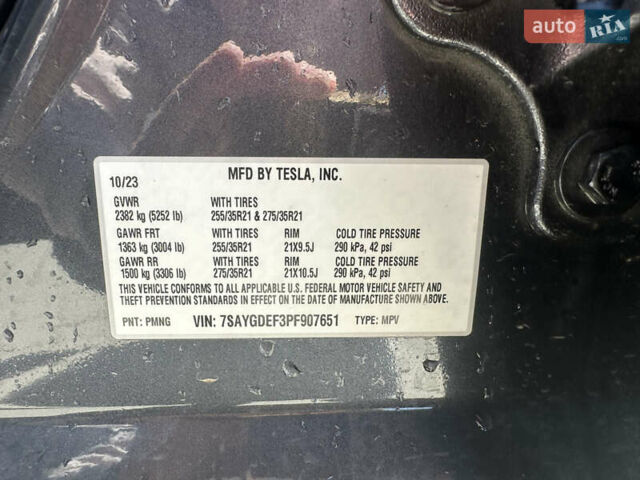 auto RIA .com
10/23 MFD BY TESLA, INC.
GVWR WITH TIRES
2382 kg (5252 lb) 255/35R21 & 275/35R21
GAWR FRT WITH TIRES RIM COLD TIRE PRESSURE
1363 kg (3004 lb) 255/35R21 21X9.5J 290 kPa, 42 psi
GAWR RR WITH TIRES RIM COLD TIRE PRESSURE
1500 kg (3306 lb) 275/35R21 21X10.5J 290 kPa, 42 psi
THIS VEHICLE CONFORMS TO ALL APPLICABLE U.S. FEDERAL MOTOR VEHICLE SAFETY AND
THEFT PREVENTION STANDARDS IN EFFECT ON THE DATE OF MANUFACTURE SHOWN ABOVE.
PNT: PMNG VIN: 7SAYGDEF3PF907651 TYPE: MPV